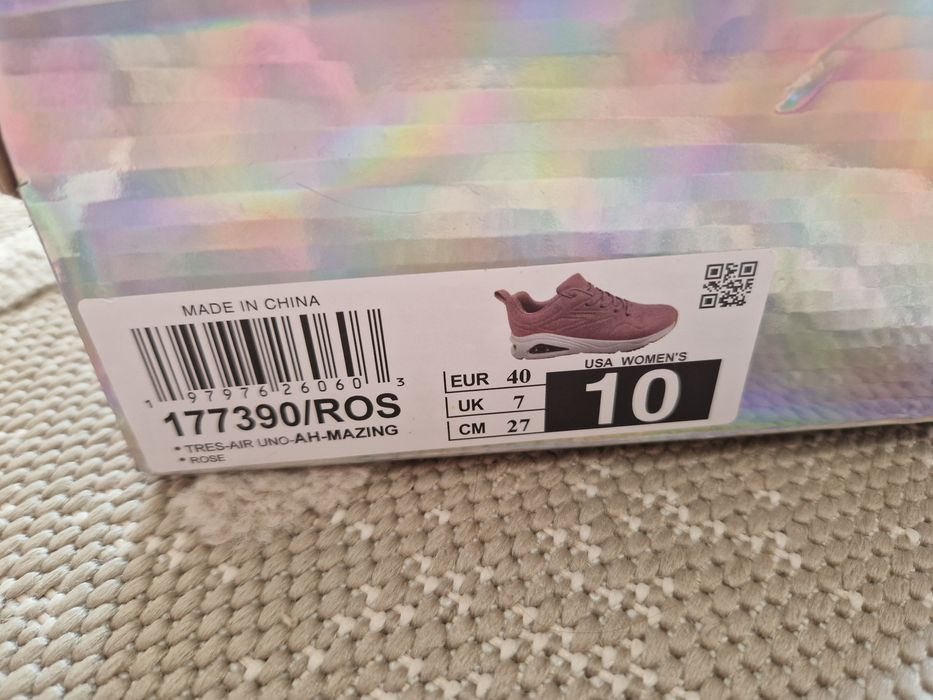 MADE IN CHINA
1 97976 26060 3
177390/ROS
• TRES-AIR UNO-AH-MAZING
• ROSE
EUR 40
UK 7
CM 27
USA WOMEN'S
10